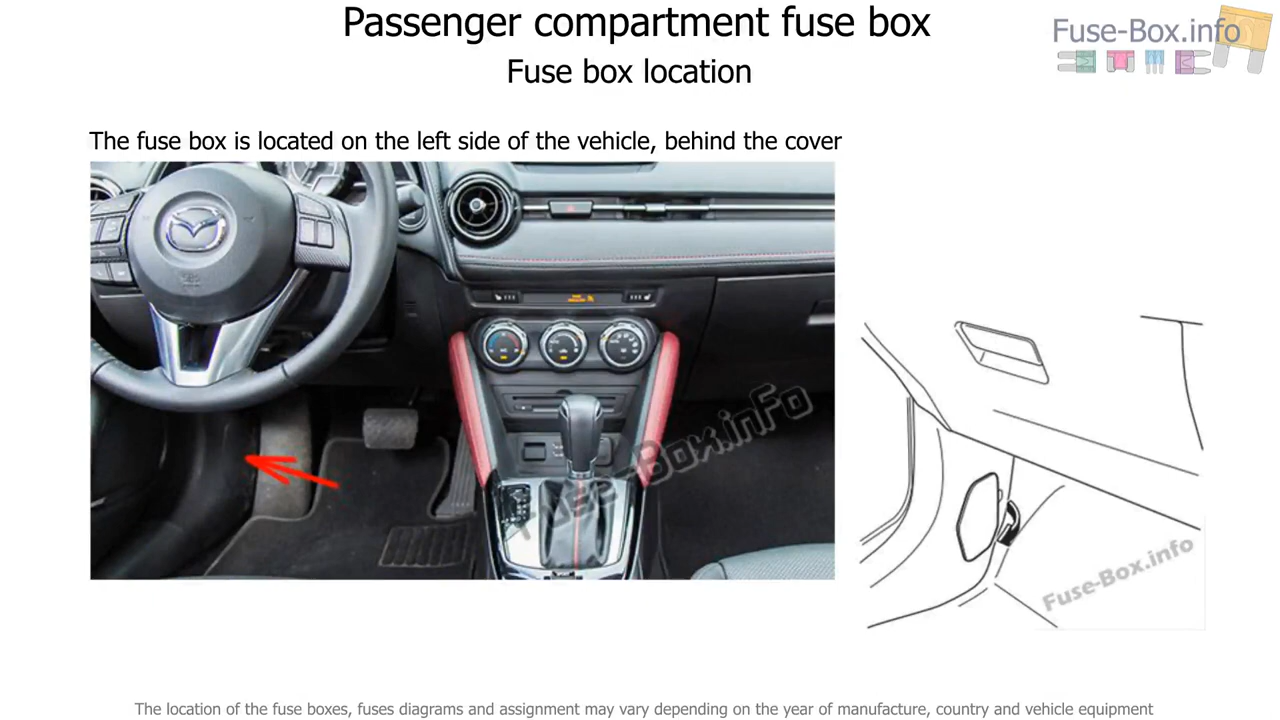 Passenger compartment fuse box
Fuse-Box.info
Fuse box location
The fuse box is located on the left side of the vehicle, behind the cover
Fuse-Box.inFo
Fuse-Box.info
The location of the fuse boxes, fuses diagrams and assignment may vary depending on the year of manufacture, country and vehicle equipment